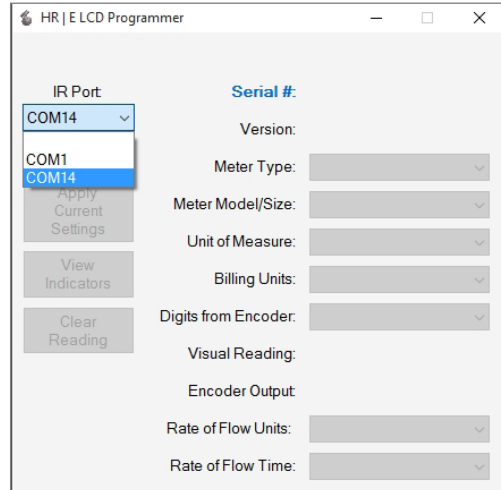 HR | E LCD Programmer
IR Port
COM14
COM1
COM14
Apply
Current
Settings
View
Indicators
Clear
Reading
Serial #:
Version:
Meter Type:
Meter Model/Size:
Unit of Measure:
Billing Units:
Digits from Encoder:
Visual Reading:
Encoder Output:
Rate of Flow Units:
Rate of Flow Time: